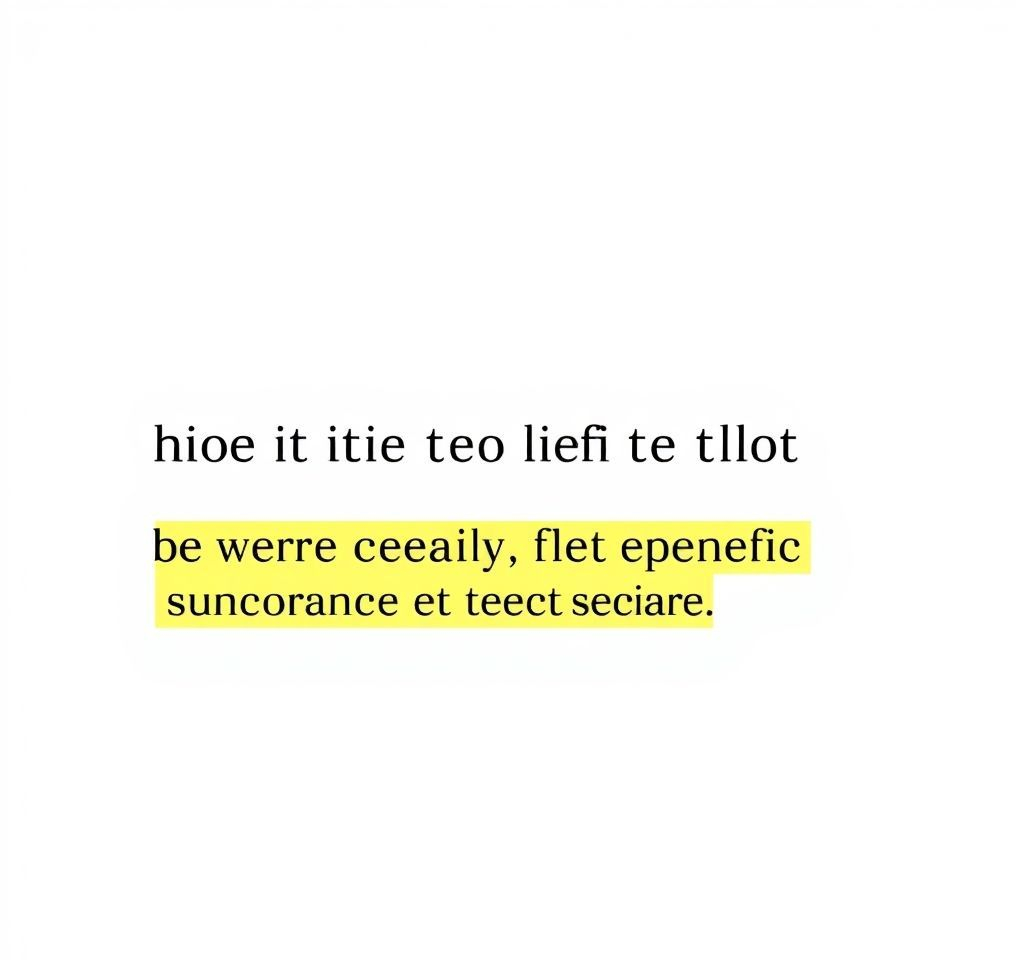 hioe it itie teo liefi te tllot
be werre ceeaily, flet epenefic
suncorance et teect seciare.